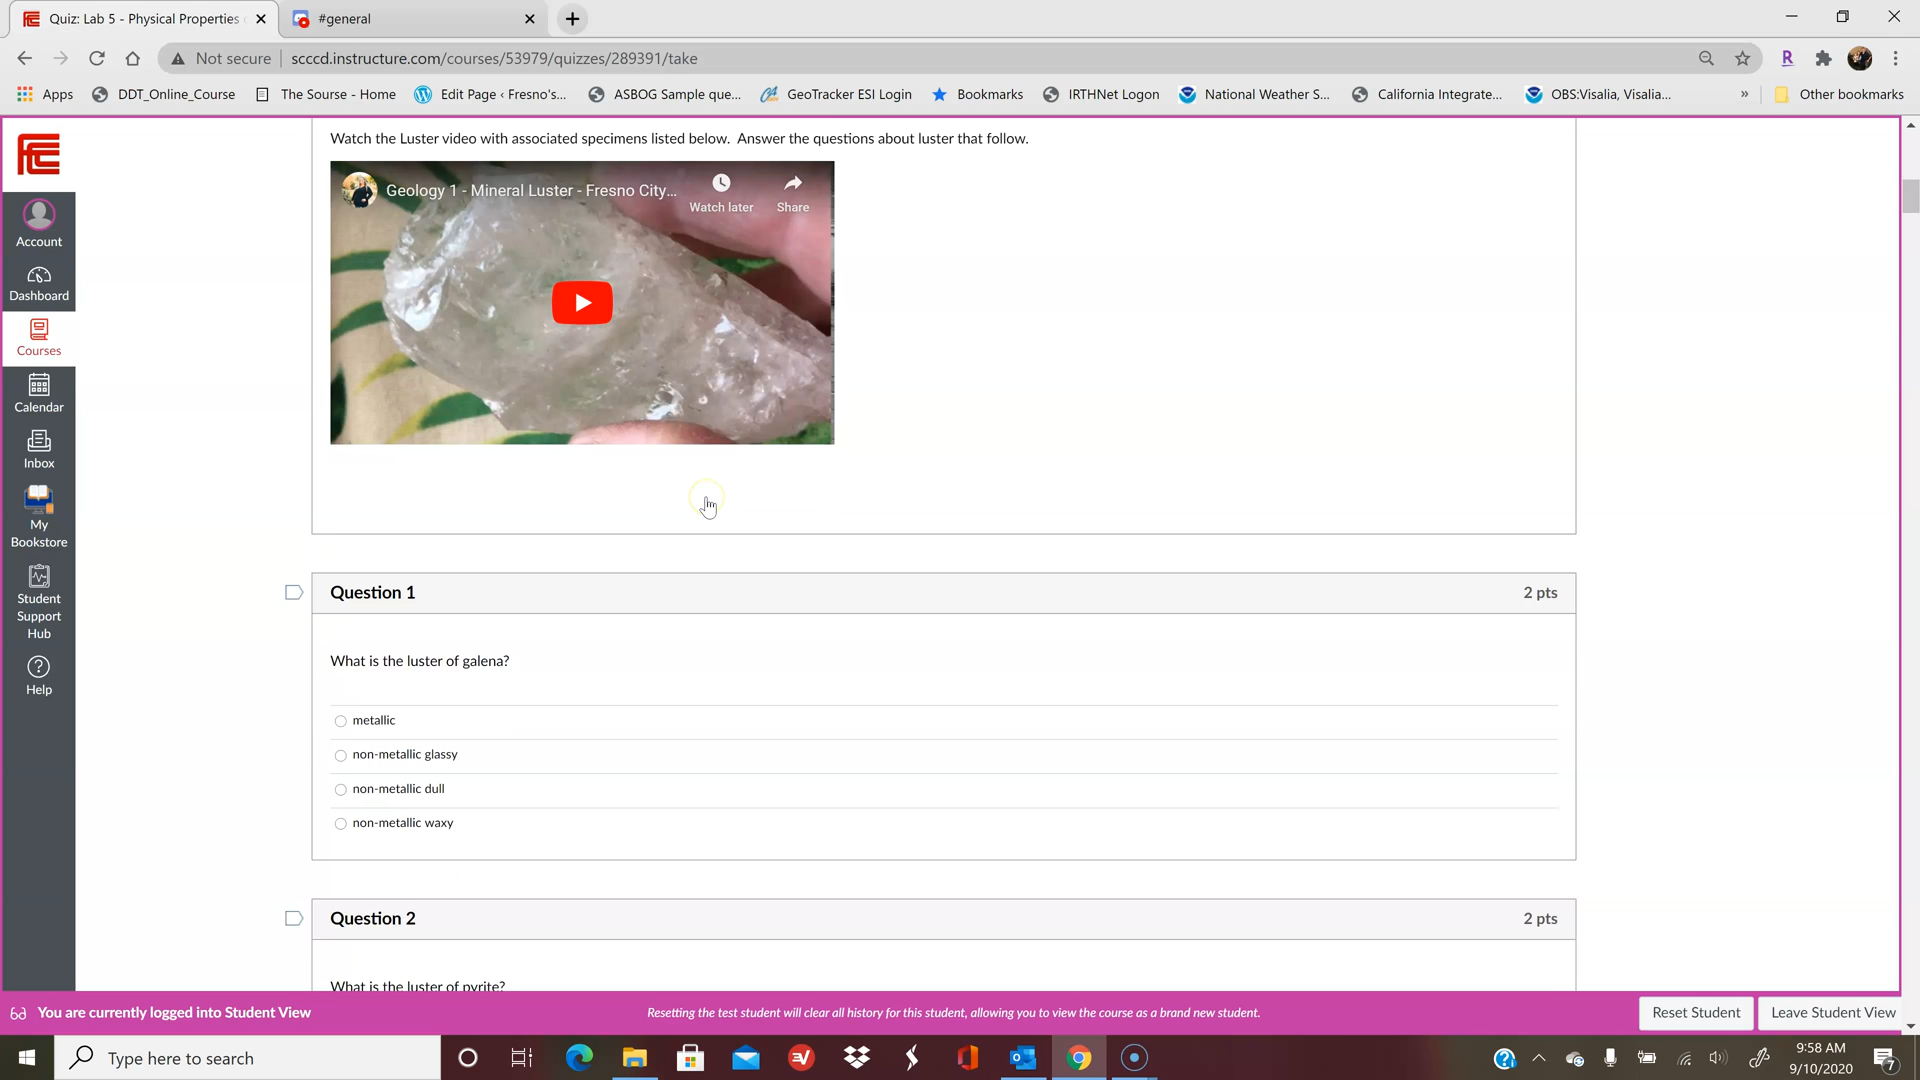 Quiz: Lab 5 - Physical Properties
#general
Not secure
scccd.instructure.com/courses/53979/quizzes/289391/take
R
Apps
DDT_Online_Course
The Sourse - Home
Edit Page ‹ Fresno's...
ASBOG Sample que...
GeoTracker ESI Login
Bookmarks
IRTHNet Logon
National Weather S...
California Integrate...
OBS:Visalia, Visalia...
»
Other bookmarks
Account
Dashboard
Courses
Calendar
Inbox
My
Bookstore
Student
Support
Hub
Help
Watch the Luster video with associated specimens listed below. Answer the questions about luster that follow.
Geology 1 - Mineral Luster - Fresno City...
Watch later
Share
Question 1
2 pts
What is the luster of galena?
metallic
non-metallic glassy
non-metallic dull
non-metallic waxy
Question 2
2 pts
What is the luster of pyrite?
You are currently logged into Student View
Resetting the test student will clear all history for this student, allowing you to view the course as a brand new student.
Reset Student
Leave Student View
Type here to search
9:58 AM
9/10/2020
7